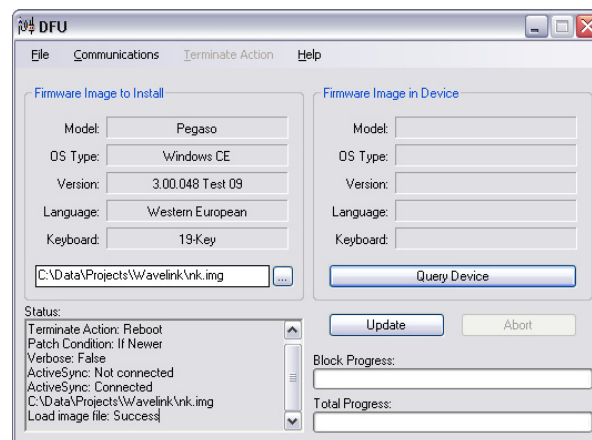 DFU
File Communications Terminate Action Help
Firmware Image to Install
Model: Pegaso
OS Type: Windows CE
Version: 3.00.048 Test 09
Language: Western European
Keyboard: 19-Key
C:\Data\Projects\Wavelink\nk.img ...
Firmware Image in Device
Model:
OS Type:
Version:
Language:
Keyboard:
Query Device
Status:
Terminate Action: Reboot
Patch Condition: If Newer
Verbose: False
ActiveSync: Not connected
ActiveSync: Connected
C:\Data\Projects\Wavelink\nk.img
Load image file: Success
Update Abort
Block Progress:
Total Progress: